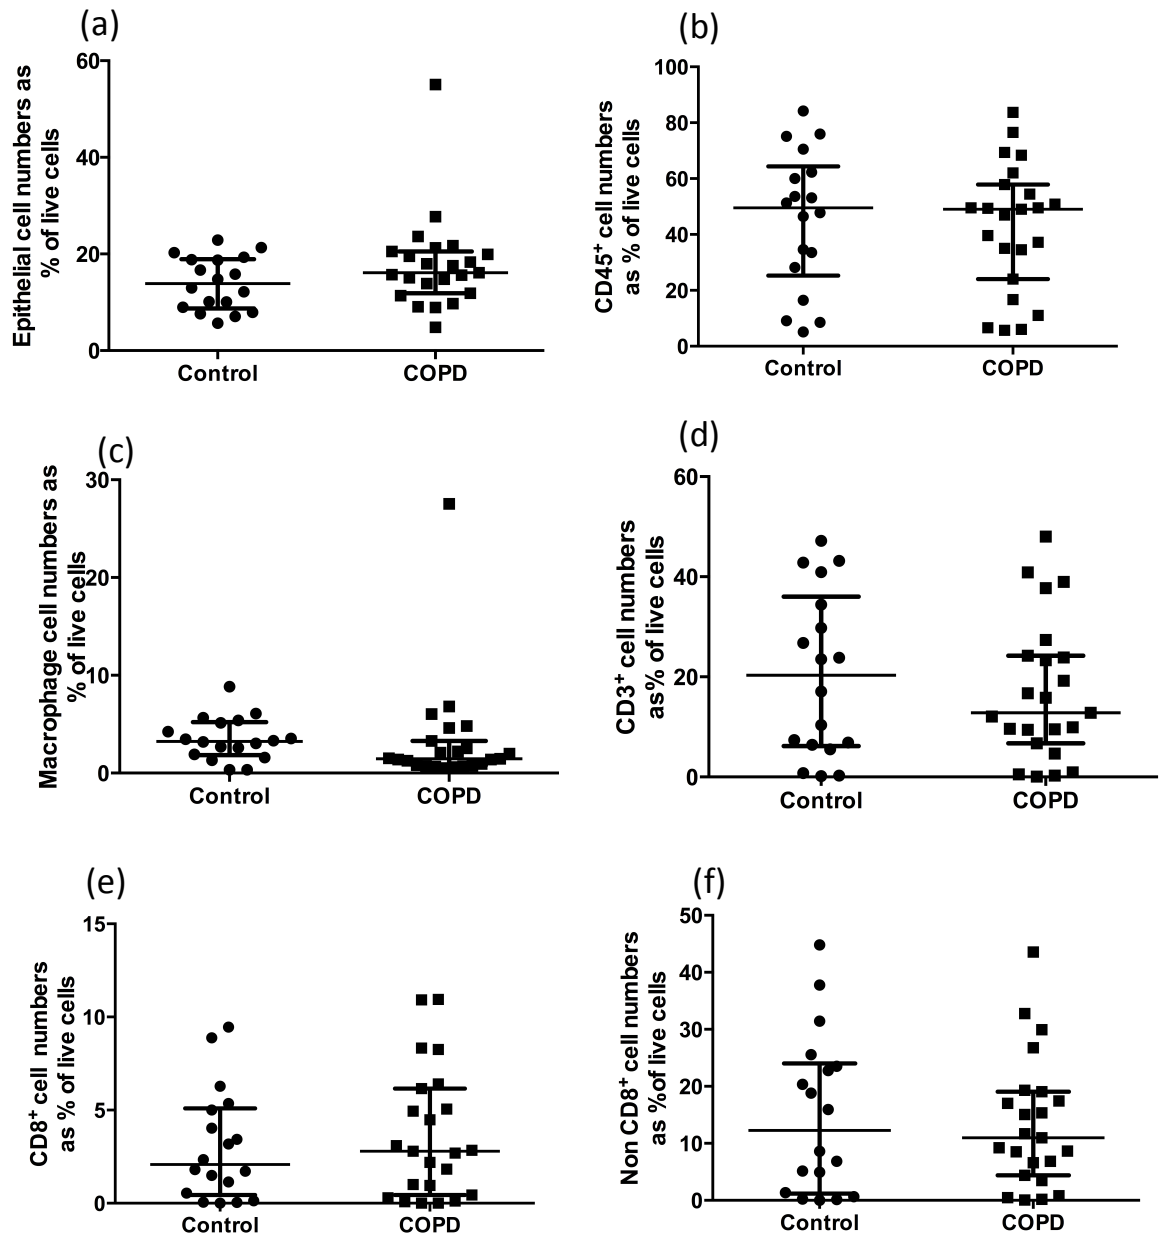 (a)
Epithelial cell numbers as
% of live cells
60
40
20
0
Control
COPD
(b)
CD45⁺ cell numbers
as % of live cells
100
80
60
40
20
0
Control
COPD
(c)
Macrophage cell numbers as
% of live cells
30
20
10
0
Control
COPD
(d)
CD3⁺ cell numbers
as% of live cells
60
40
20
0
Control
COPD
(e)
CD8⁺ cell numbers
as % of live cells
15
10
5
0
Control
COPD
(f)
Non CD8⁺ cell numbers
as %of live cells
50
40
30
20
10
0
Control
COPD